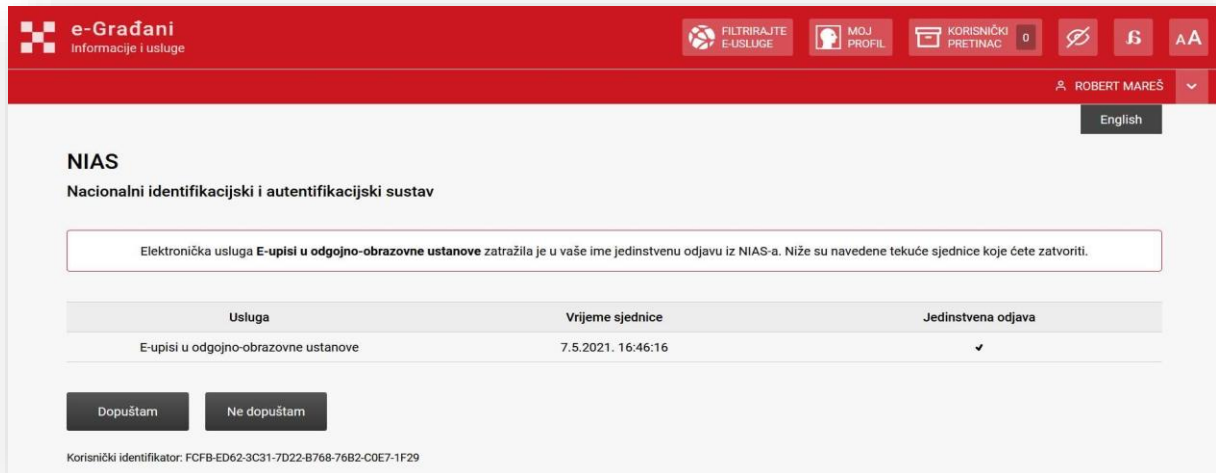 e-Građani
Informacije i usluge
FILTRIRAJTE
E-USLUGE
MOJ
PROFIL
KORISNIČKI
PRETINAC
0
AA
ROBERT MAREŠ
English
NIAS
Nacionalni identifikacijski i autentifikacijski sustav
Elektronička usluga E-upisi u odgojno-obrazovne ustanove zatražila je u vaše ime jedinstvenu odjavu iz NIAS-a. Niže su navedene tekuće sjednice koje ćete zatvoriti.
Usluga Vrijeme sjednice Jedinstvena odjava
E-upisi u odgojno-obrazovne ustanove 7.5.2021. 16:46:16 ✔
Dopuštam Ne dopuštam
Korisnički identifikator: FCFB-ED62-3C31-7D22-B768-76B2-C0E7-1F29